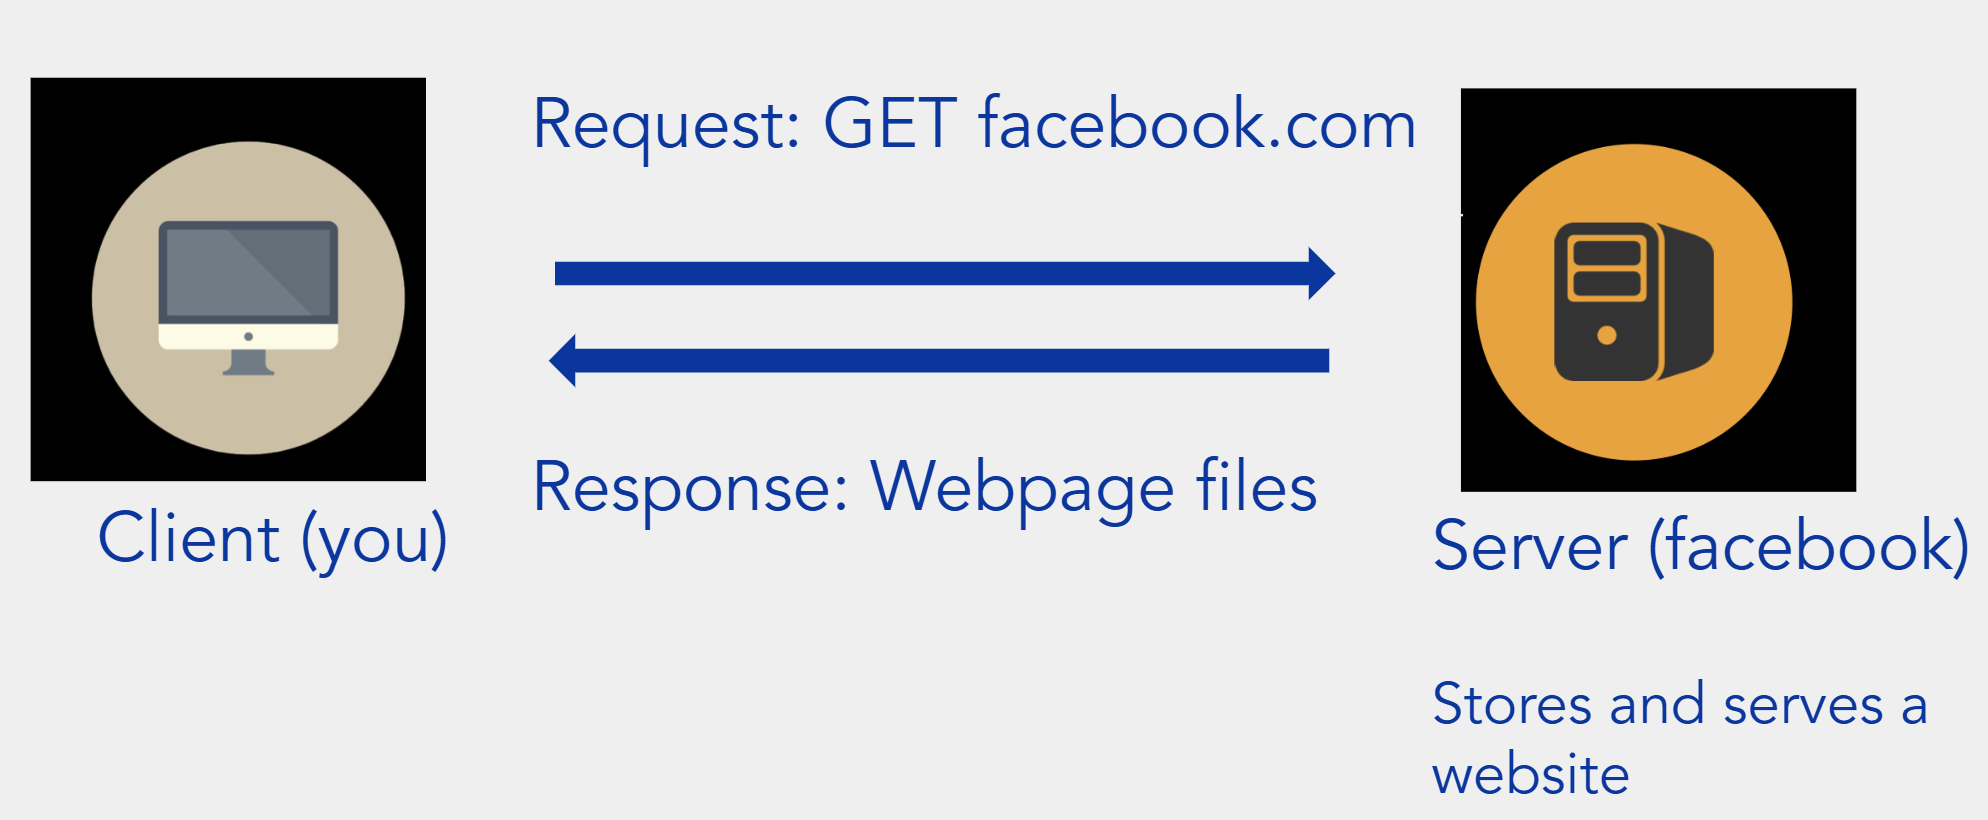 Request: GET facebook.com
Response: Webpage files
Client (you)
Server (facebook)
Stores and serves a
website